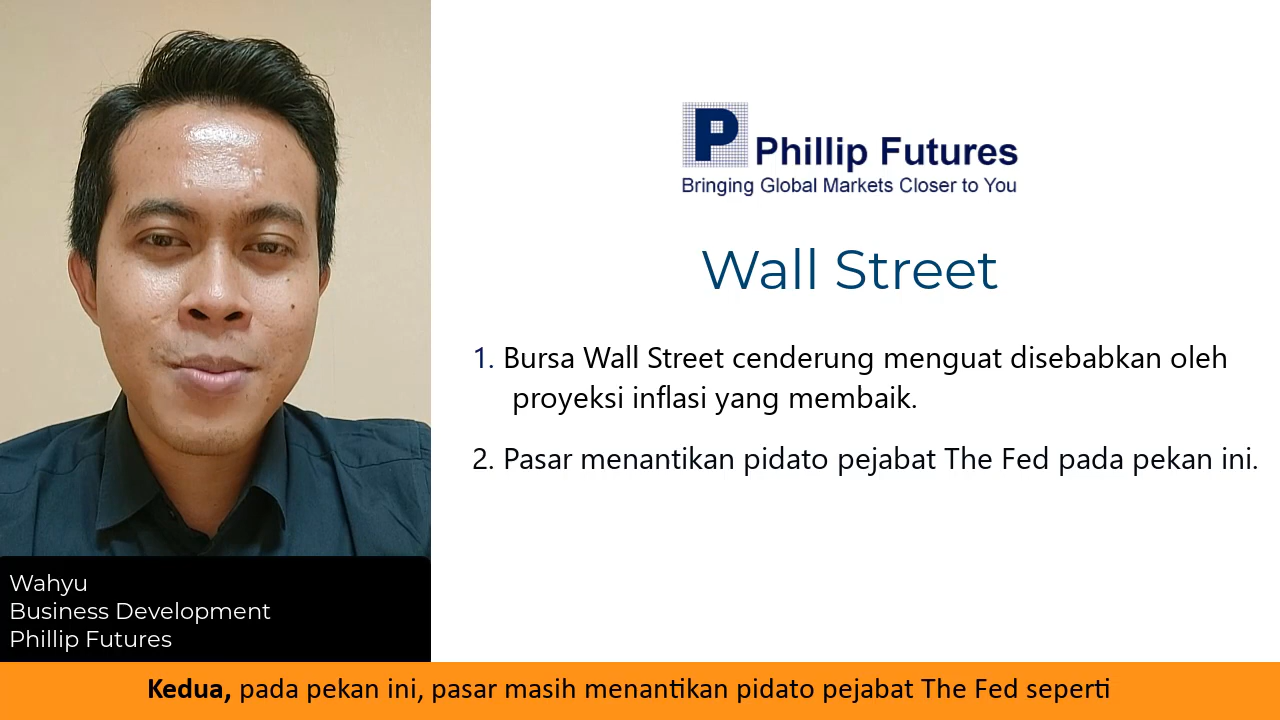 P Phillip Futures
Bringing Global Markets Closer to You
Wall Street
1. Bursa Wall Street cenderung menguat disebabkan oleh
proyeksi inflasi yang membaik.
2. Pasar menantikan pidato pejabat The Fed pada pekan ini.
Wahyu
Business Development
Phillip Futures
Kedua, pada pekan ini, pasar masih menantikan pidato pejabat The Fed seperti